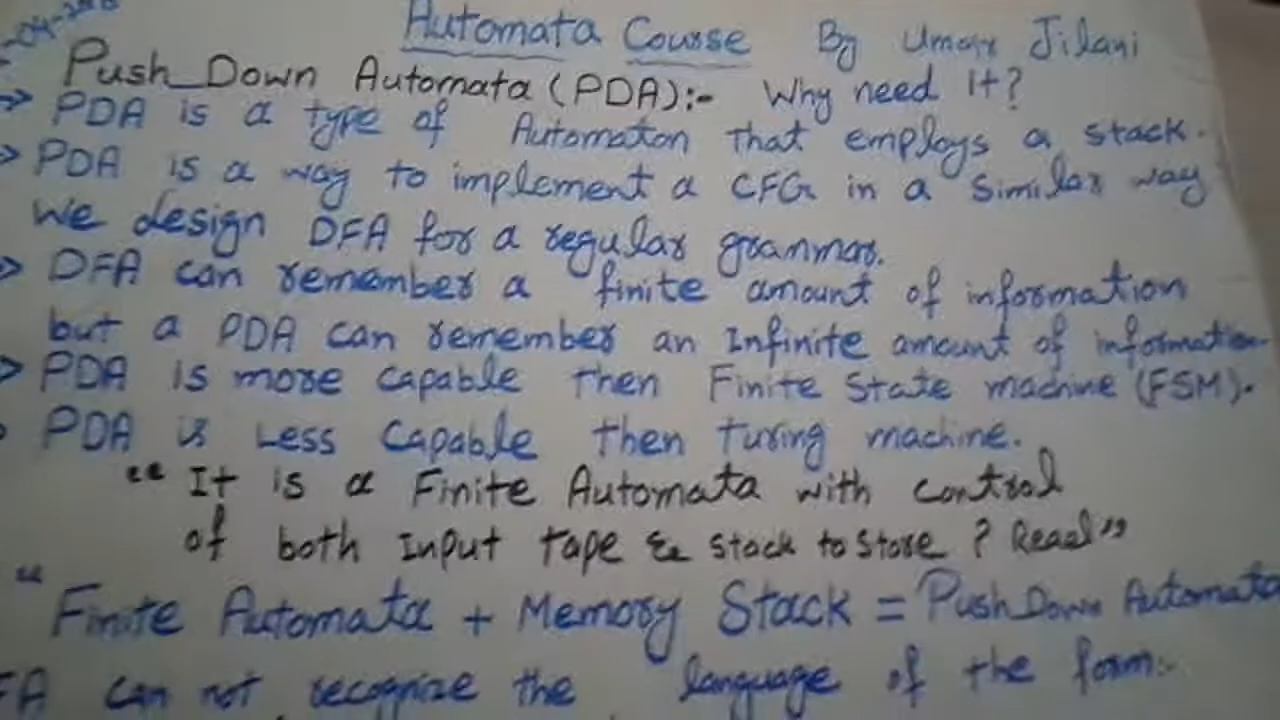 Automata Course By Umar Jilani
Push_Down Automata (PDA):- Why need It?
→ PDA is a type of Automaton that employs a stack.
→ PDA is a way to implement a CFG in a Similar way
We design DFA for a regular grammar.
→ DFA can remember a finite amount of information
but a PDA can remember an Infinite amount of information
→ PDA is more capable then Finite State machine (FSM).
PDA is Less Capable then turing machine.
“ It is a Finite Automata with control
of both Input tape & stack to store ? Read ”
“ Finite Automata + Memory Stack = Push Down Automata
FA can not recognize the language of the form:-